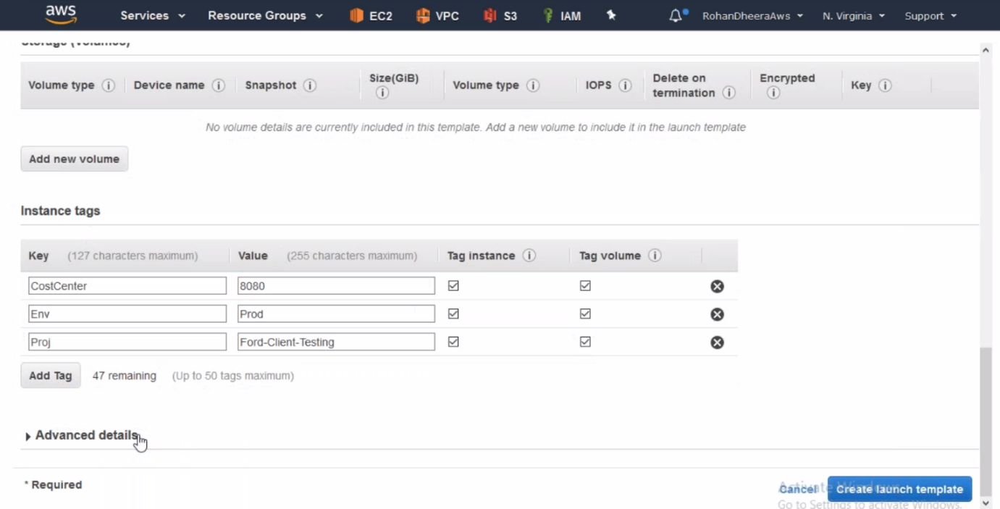 aws Services Resource Groups EC2 VPC S3 IAM RohanDheeraAws N. Virginia Support
Storage (Volumes)
Volume type Device name Snapshot Size(GiB) Volume type IOPS Delete on termination Encrypted Key
No volume details are currently included in this template. Add a new volume to include it in the launch template
Add new volume
Instance tags
Key (127 characters maximum) Value (255 characters maximum) Tag instance Tag volume
CostCenter 8080
Env Prod
Proj Ford-Client-Testing
Add Tag 47 remaining (Up to 50 tags maximum)
Advanced details
* Required
Activate Windows
Cancel Create launch template
Go to Settings to activate Windows.